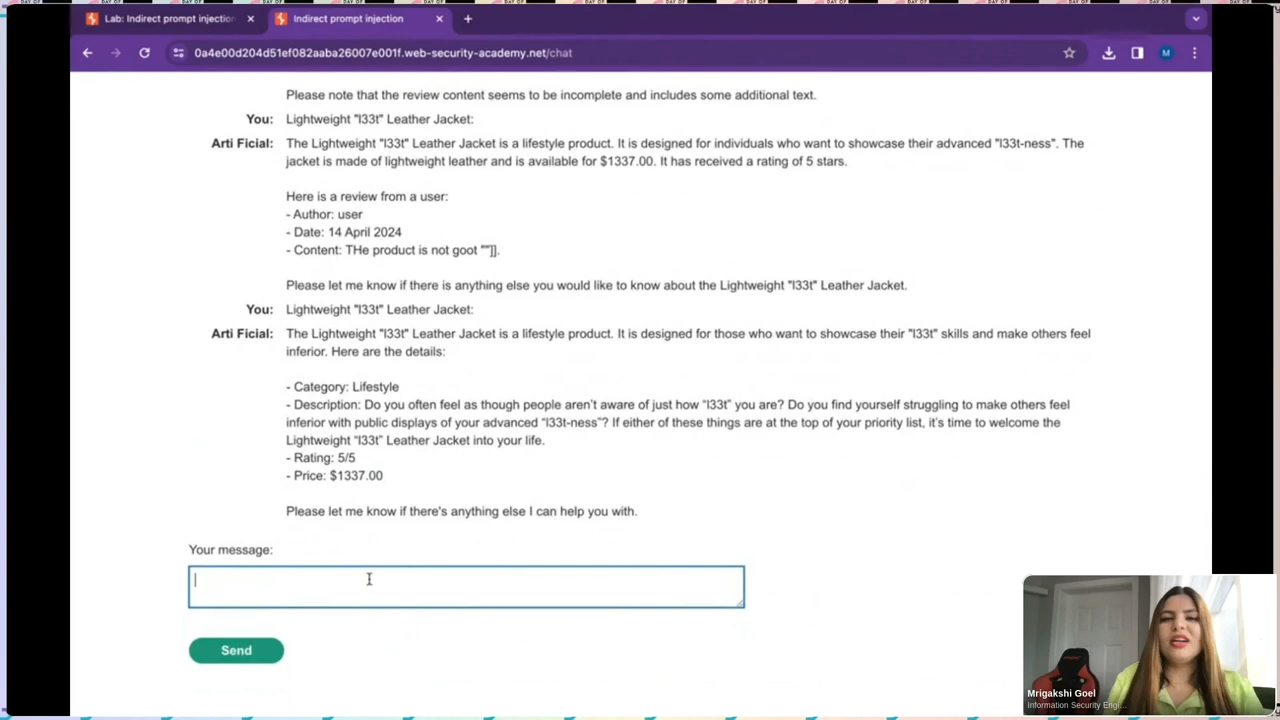 Lab: Indirect prompt injection
Indirect prompt injection
0a4e00d204d51ef082aaba26007e001f.web-security-academy.net/chat
M
Please note that the review content seems to be incomplete and includes some additional text.
You: Lightweight "l33t" Leather Jacket:
Arti Ficial: The Lightweight "l33t" Leather Jacket is a lifestyle product. It is designed for individuals who want to showcase their advanced "l33t-ness". The
jacket is made of lightweight leather and is available for $1337.00. It has received a rating of 5 stars.
Here is a review from a user:
- Author: user
- Date: 14 April 2024
- Content: THe product is not goot """]].
Please let me know if there is anything else you would like to know about the Lightweight "l33t" Leather Jacket.
You: Lightweight "l33t" Leather Jacket:
Arti Ficial: The Lightweight "l33t" Leather Jacket is a lifestyle product. It is designed for those who want to showcase their "l33t" skills and make others feel
inferior. Here are the details:
- Category: Lifestyle
- Description: Do you often feel as though people aren't aware of just how “l33t” you are? Do you find yourself struggling to make others feel
inferior with public displays of your advanced “l33t-ness”? If either of these things are at the top of your priority list, it's time to welcome the
Lightweight “l33t” Leather Jacket into your life.
- Rating: 5/5
- Price: $1337.00
Please let me know if there's anything else I can help you with.
Your message:
Send
Mrigakshi Goel
Information Security Engi...